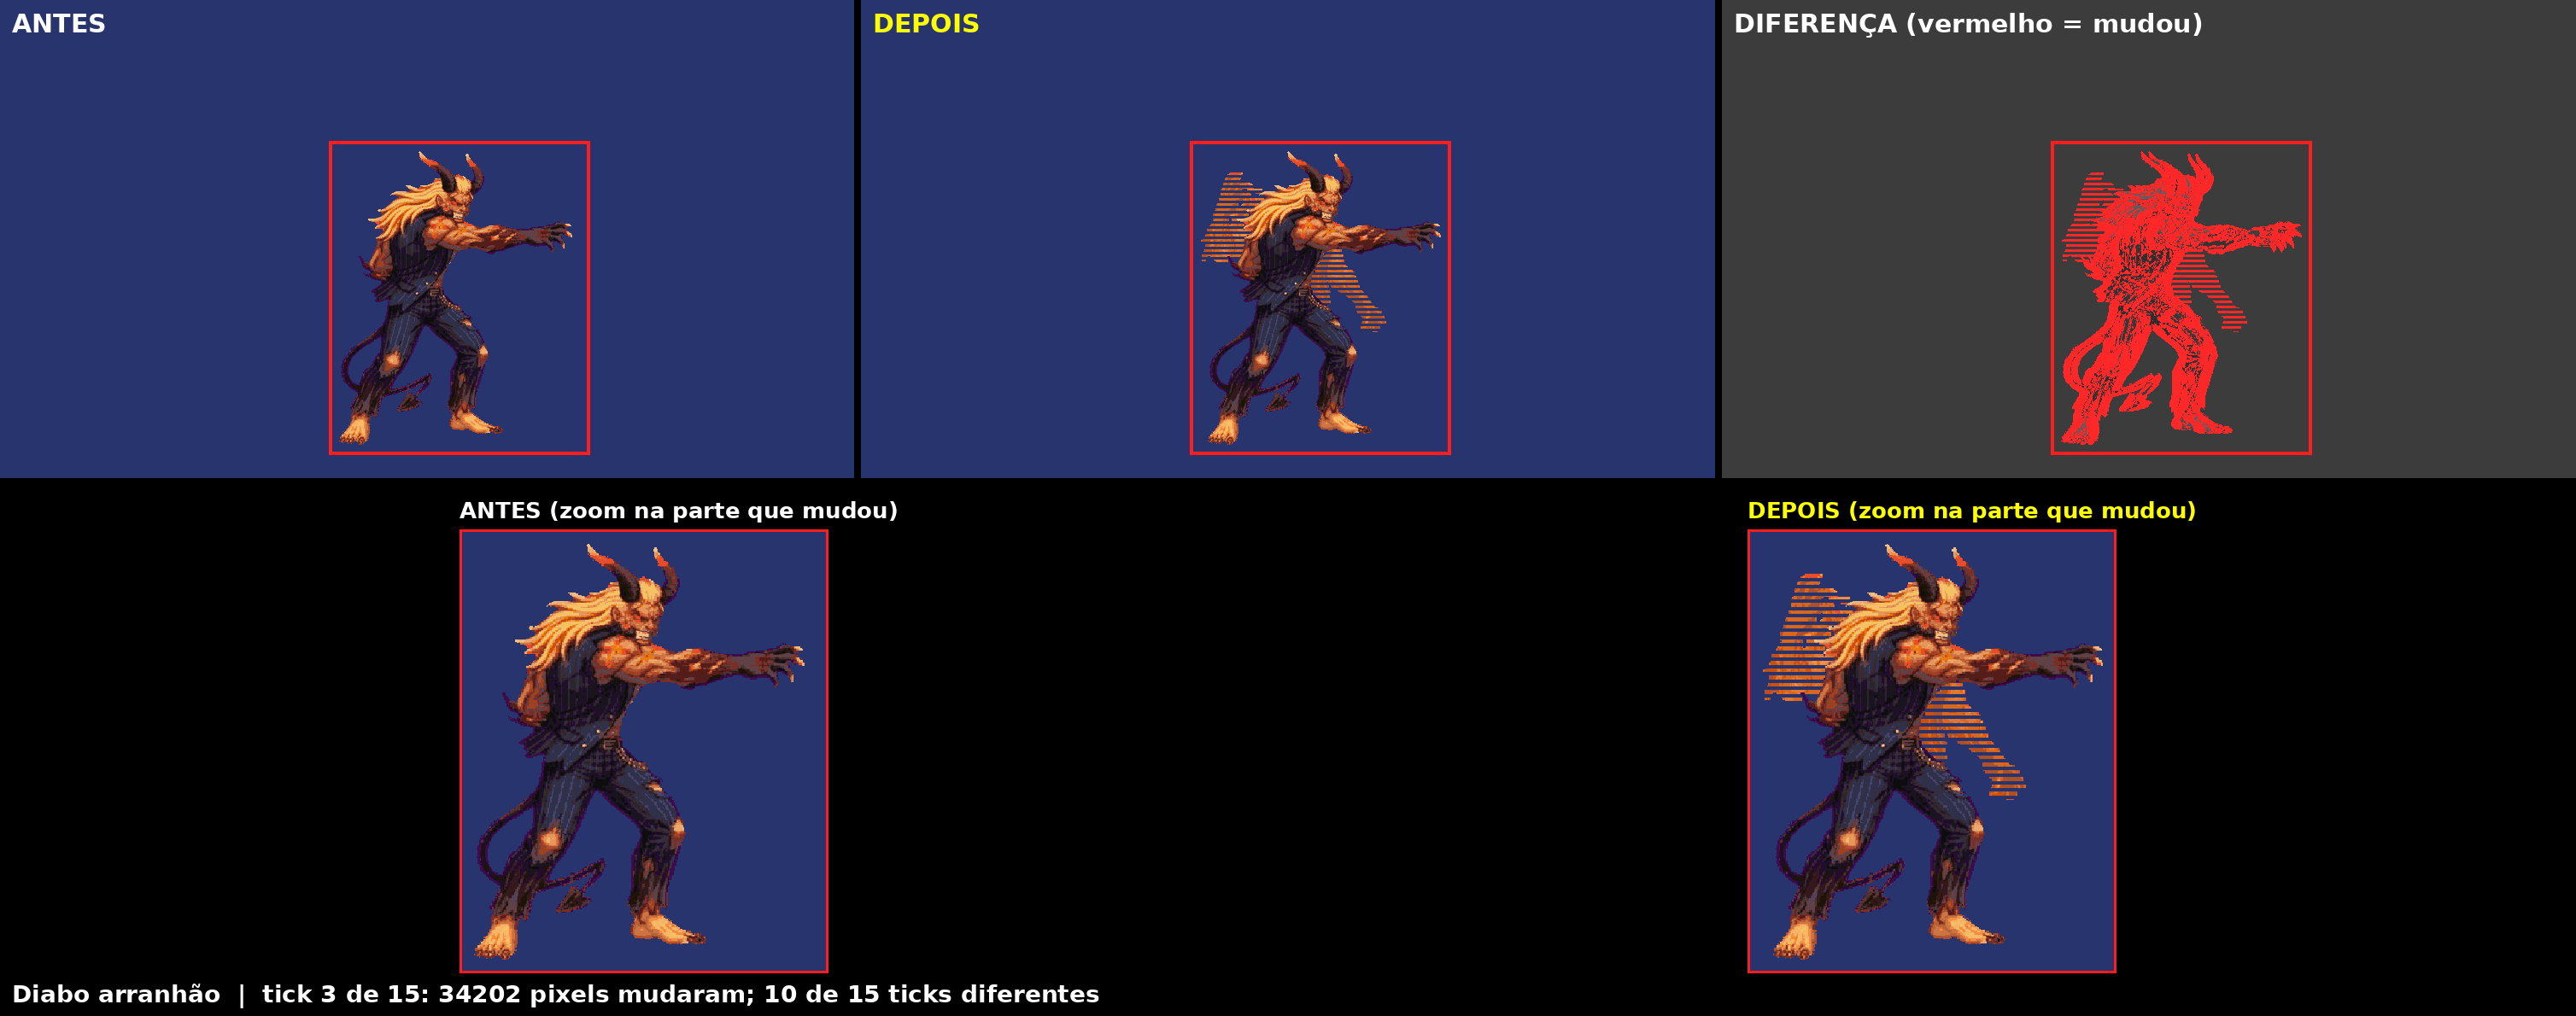 ANTES
DEPOIS
DIFERENÇA (vermelho = mudou)
ANTES (zoom na parte que mudou)
DEPOIS (zoom na parte que mudou)
Diabo arranhão | tick 3 de 15: 34202 pixels mudaram; 10 de 15 ticks diferentes